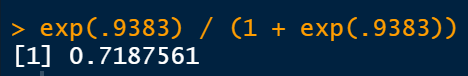 > exp(.9383) / (1 + exp(.9383))
[1] 0.7187561